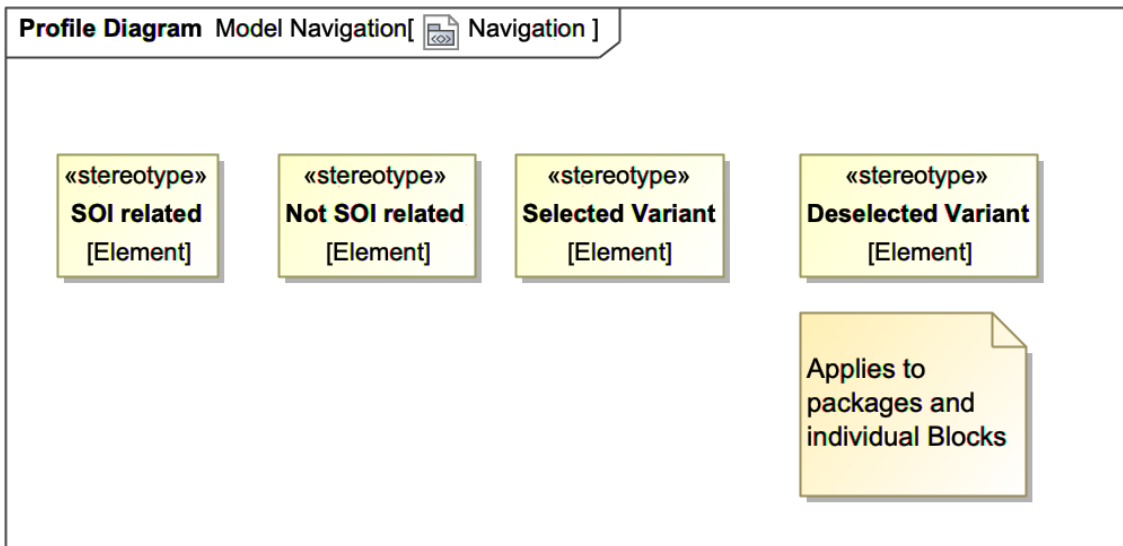 Profile Diagram Model Navigation[ Navigation ]
«stereotype»
SOI related
[Element]
«stereotype»
Not SOI related
[Element]
«stereotype»
Selected Variant
[Element]
«stereotype»
Deselected Variant
[Element]
Applies to
packages and
individual Blocks